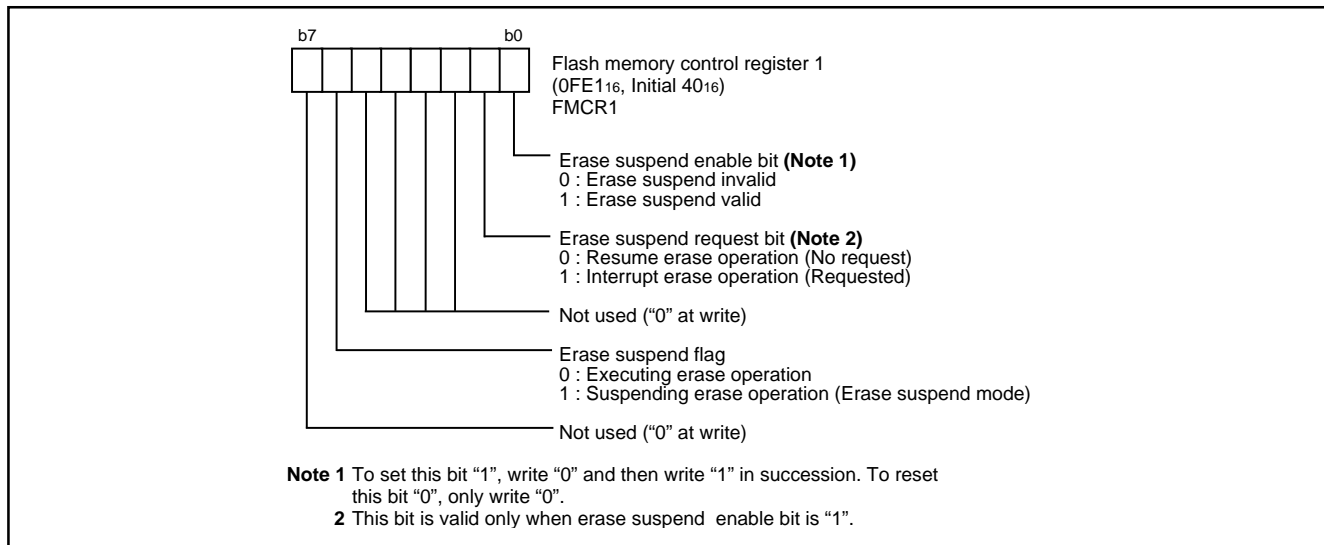 b7 b0
Flash memory control register 1
(0FE1₁₆, Initial 40₁₆)
FMCR1
Erase suspend enable bit (Note 1)
0 : Erase suspend invalid
1 : Erase suspend valid
Erase suspend request bit (Note 2)
0 : Resume erase operation (No request)
1 : Interrupt erase operation (Requested)
Not used (“0” at write)
Erase suspend flag
0 : Executing erase operation
1 : Suspending erase operation (Erase suspend mode)
Not used (“0” at write)
Note 1 To set this bit “1”, write “0” and then write “1” in succession. To reset
this bit “0”, only write “0”.
2 This bit is valid only when erase suspend enable bit is “1”.